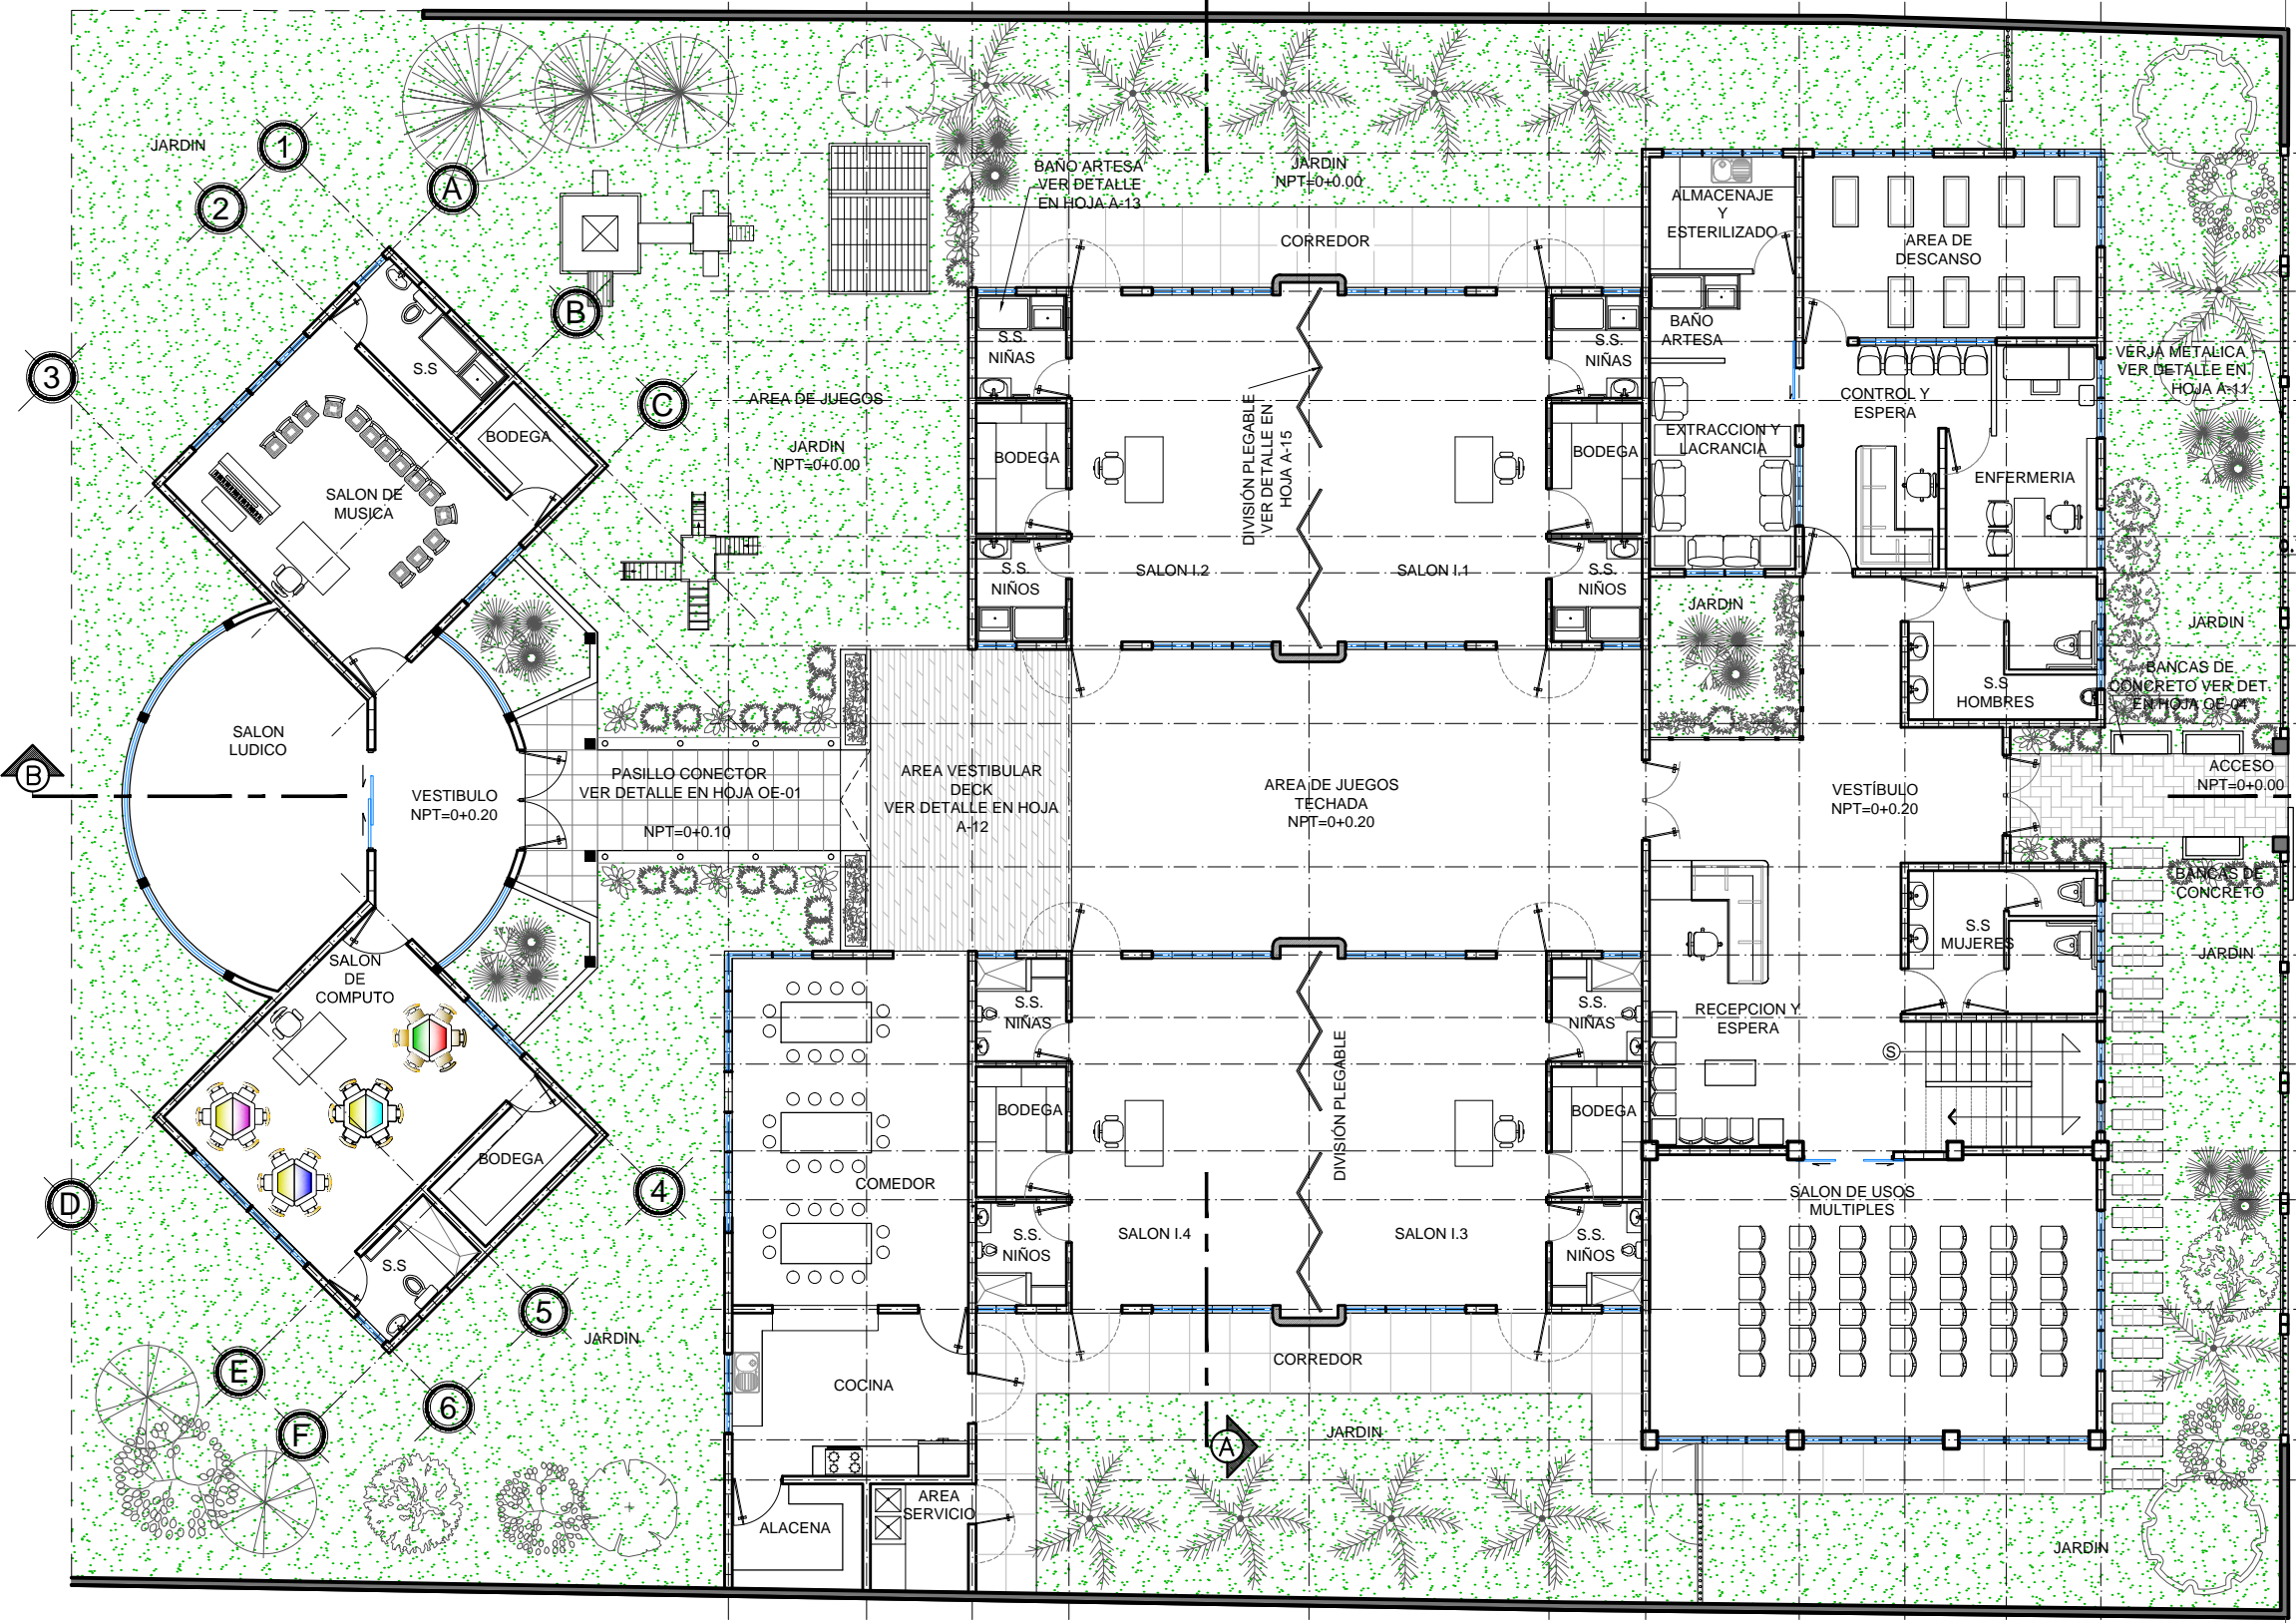 JARDIN
1
2
A
B
3
C
BAÑO ARTESA
VER DETALLE
EN HOJA A-13
JARDIN
NPT=0+0.00
CORREDOR
ALMACENAJE
Y
ESTERILIZADO
AREA DE
DESCANSO
BAÑO
ARTESA
VERJA METALICA
VER DETALLE EN
HOJA A-11
CONTROL Y
ESPERA
EXTRACCION Y
LACRANCIA
ENFERMERIA
S.S
BODEGA
SALON DE
MUSICA
AREA DE JUEGOS
JARDIN
NPT=0+0.00
S.S.
NIÑAS
BODEGA
S.S.
NIÑOS
SALON I.2
DIVISIÓN PLEGABLE
VER DETALLE EN
HOJA A-15
SALON I.1
S.S.
NIÑAS
BODEGA
S.S.
NIÑOS
JARDIN
JARDIN
S.S
HOMBRES
BANCAS DE
CONCRETO VER DET.
EN HOJA OE-04
SALON
LUDICO
B
VESTIBULO
NPT=0+0.20
PASILLO CONECTOR
VER DETALLE EN HOJA OE-01
NPT=0+0.10
AREA VESTIBULAR
DECK
VER DETALLE EN HOJA
A-12
AREA DE JUEGOS
TECHADA
NPT=0+0.20
VESTÍBULO
NPT=0+0.20
ACCESO
NPT=0+0.00
BANCAS DE
CONCRETO
S.S
MUJERES
JARDIN
SALON
DE
COMPUTO
RECEPCION Y
ESPERA
S
S.S.
NIÑAS
BODEGA
S.S.
NIÑOS
SALON I.4
DIVISIÓN PLEGABLE
SALON I.3
S.S.
NIÑAS
BODEGA
S.S.
NIÑOS
COMEDOR
BODEGA
S.S
D
4
5
E
6
F
JARDIN
SALON DE USOS
MULTIPLES
COCINA
CORREDOR
A
JARDIN
AREA
SERVICIO
ALACENA
JARDIN